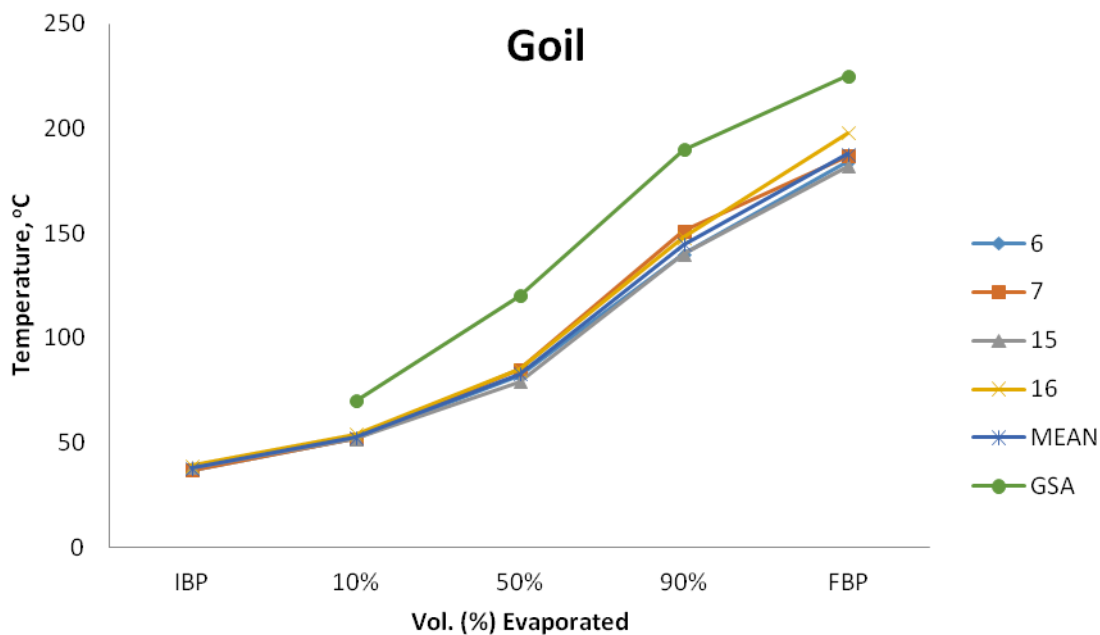 Goil
250
200
150
100
50
0
Temperature, ºC
IBP 10% 50% 90% FBP
Vol. (%) Evaporated
6
7
15
16
MEAN
GSA